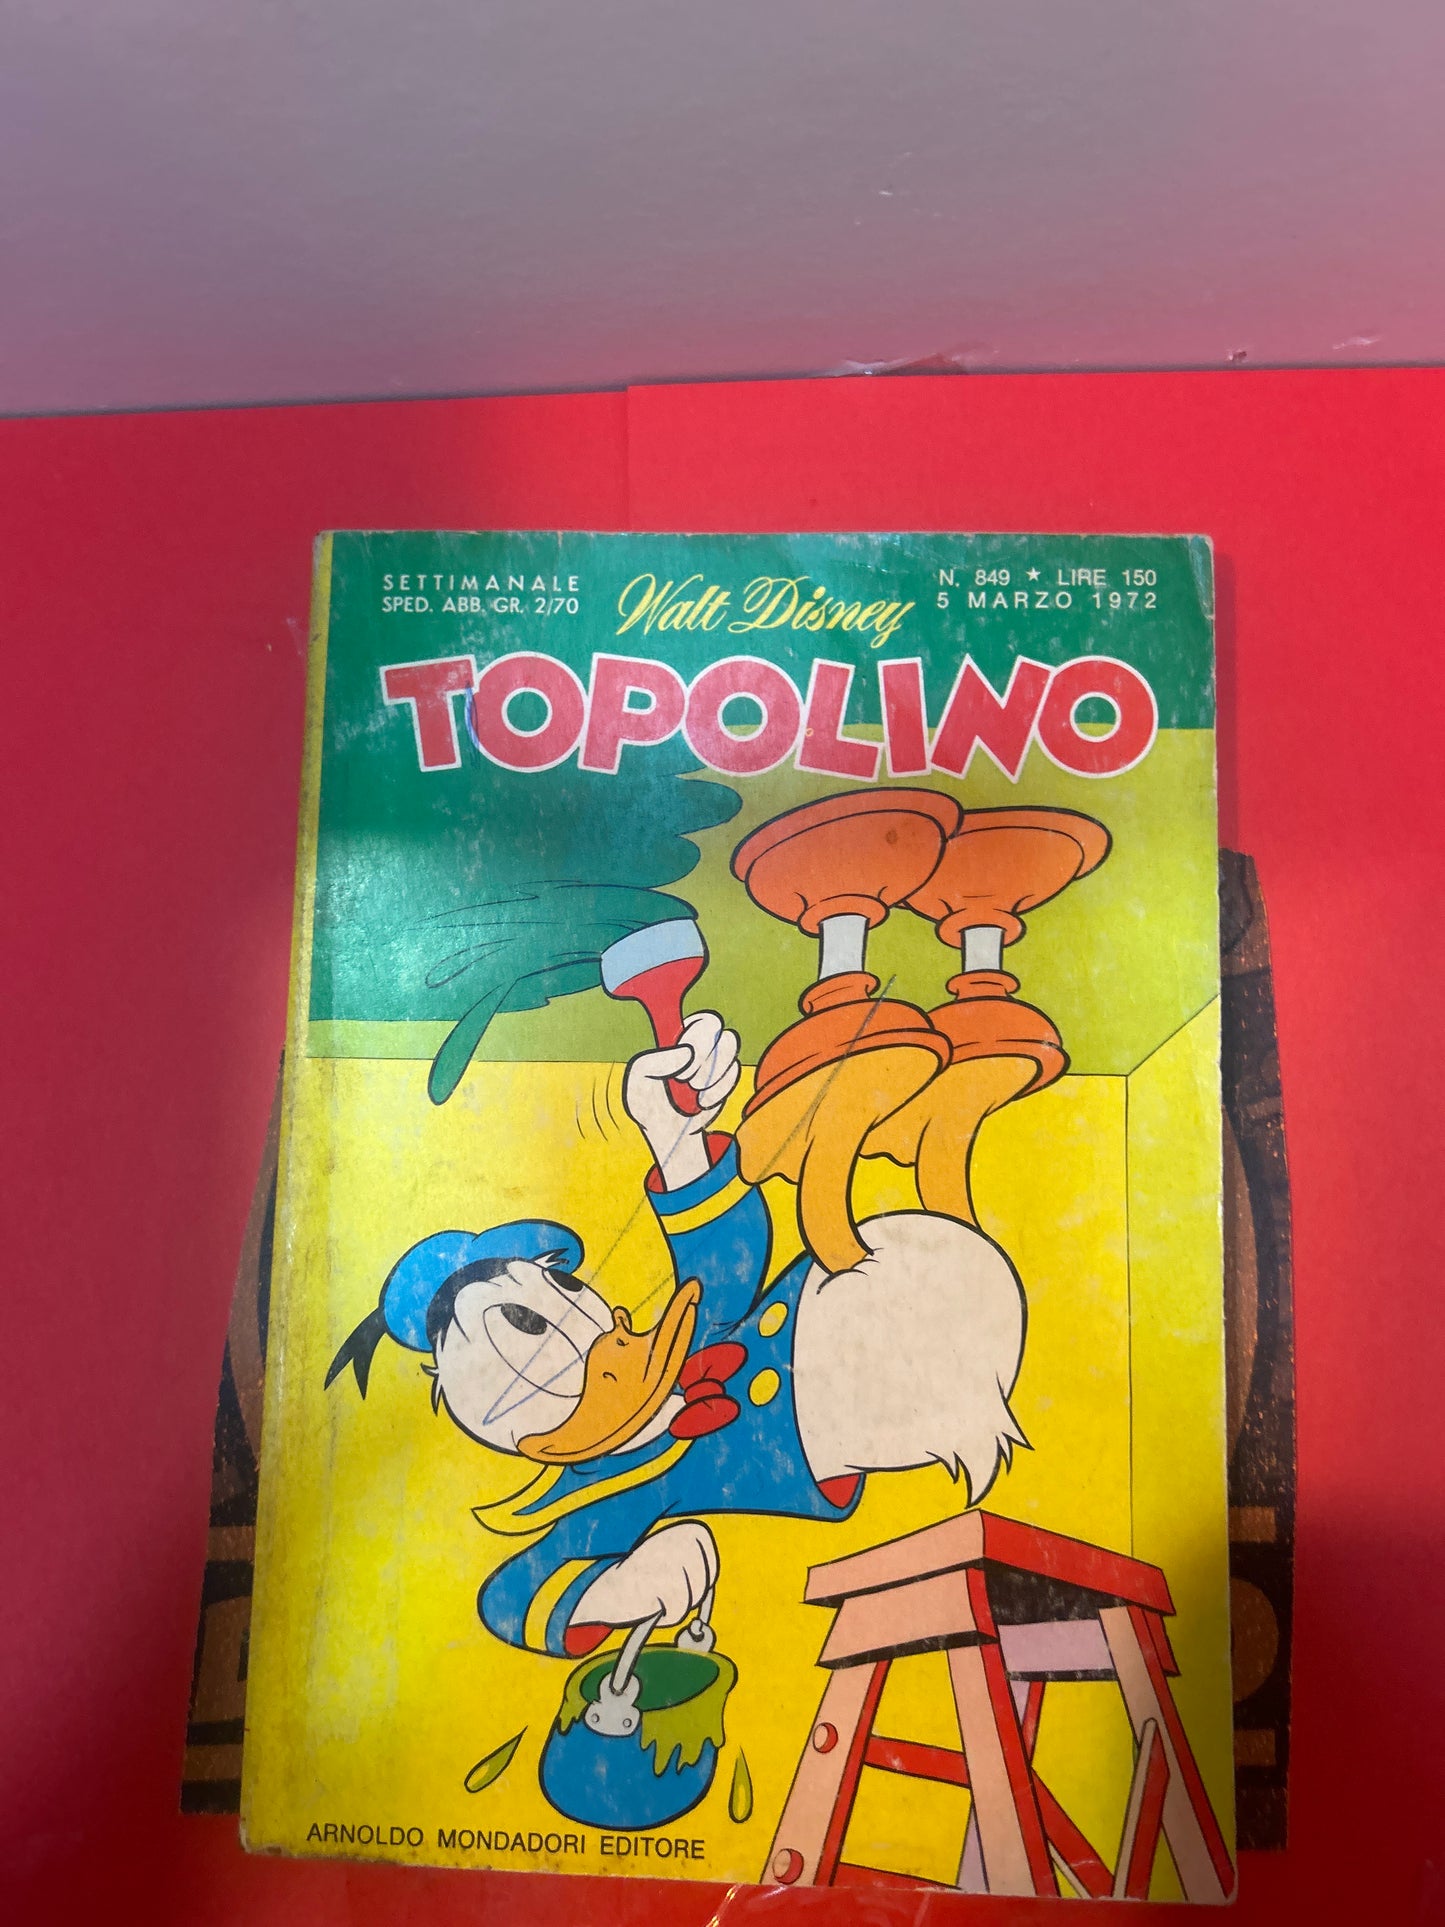 SETTIMANALE
SPED. ABB. GR. 2/70
Walt Disney
N. 849 ★ LIRE 150
5 MARZO 1972
TOPOLINO
ARNOLDO MONDADORI EDITORE